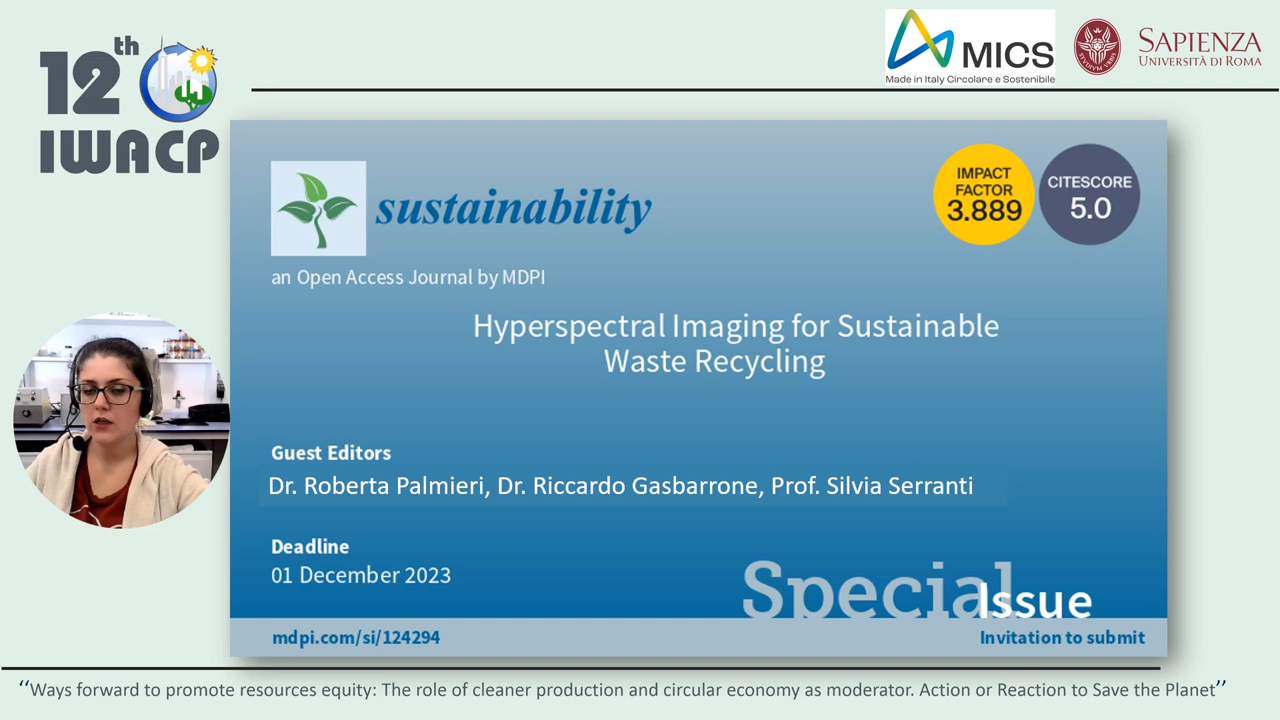 12th
IWACP
MICS
Made in Italy Circolare e Sostenibile
SAPIENZA
UNIVERSITÀ DI ROMA
sustainability
an Open Access Journal by MDPI
IMPACT
FACTOR
3.889
CITESCORE
5.0
Hyperspectral Imaging for Sustainable
Waste Recycling
Guest Editors
Dr. Roberta Palmieri, Dr. Riccardo Gasbarrone, Prof. Silvia Serranti
Deadline
01 December 2023
Special Issue
mdpi.com/si/124294
Invitation to submit
“Ways forward to promote resources equity: The role of cleaner production and circular economy as moderator. Action or Reaction to Save the Planet”